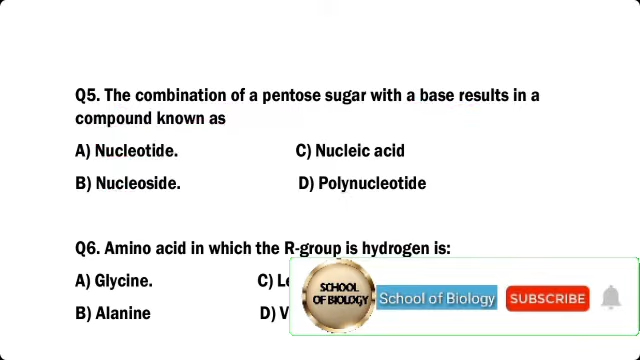 Q5. The combination of a pentose sugar with a base results in a
compound known as
A) Nucleotide. C) Nucleic acid
B) Nucleoside. D) Polynucleotide
Q6. Amino acid in which the R-group is hydrogen is:
A) Glycine. C)
B) Alanine D)
SCHOOL
OF BIOLOGY
School of Biology
SUBSCRIBE